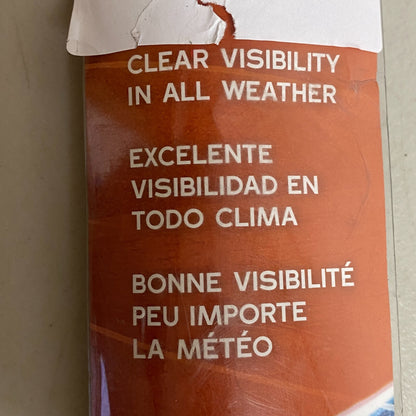 CLEAR VISIBILITY
IN ALL WEATHER
EXCELENTE
VISIBILIDAD EN
TODO CLIMA
BONNE VISIBILITÉ
PEU IMPORTE
LA MÉTÉO